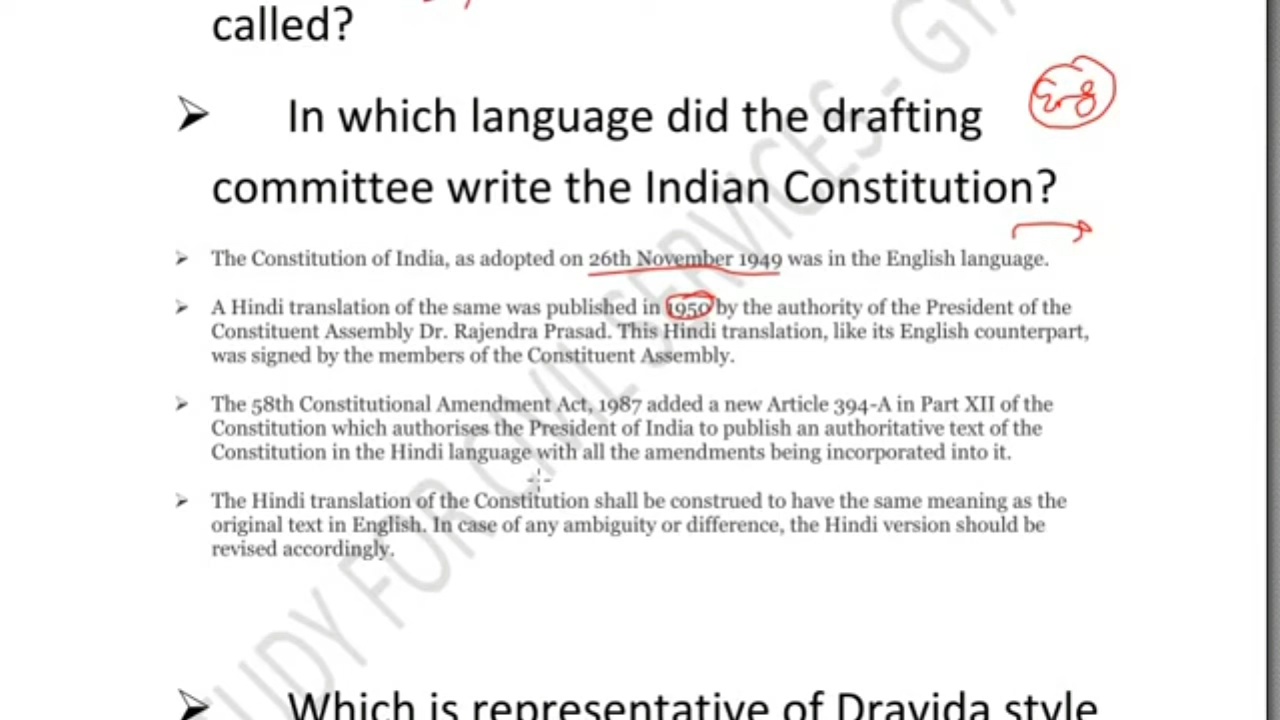 called?
➢ In which language did the drafting
Eng
committee write the Indian Constitution?
➢ The Constitution of India, as adopted on 26th November 1949 was in the English language.
➢ A Hindi translation of the same was published in 1950 by the authority of the President of the
Constituent Assembly Dr. Rajendra Prasad. This Hindi translation, like its English counterpart,
was signed by the members of the Constituent Assembly.
➢ The 58th Constitutional Amendment Act, 1987 added a new Article 394-A in Part XII of the
Constitution which authorises the President of India to publish an authoritative text of the
Constitution in the Hindi language with all the amendments being incorporated into it.
➢ The Hindi translation of the Constitution shall be construed to have the same meaning as the
original text in English. In case of any ambiguity or difference, the Hindi version should be
revised accordingly.
➢ Which is representative of Dravida style
STUDY FOR CIVIL SERVICES - GYA